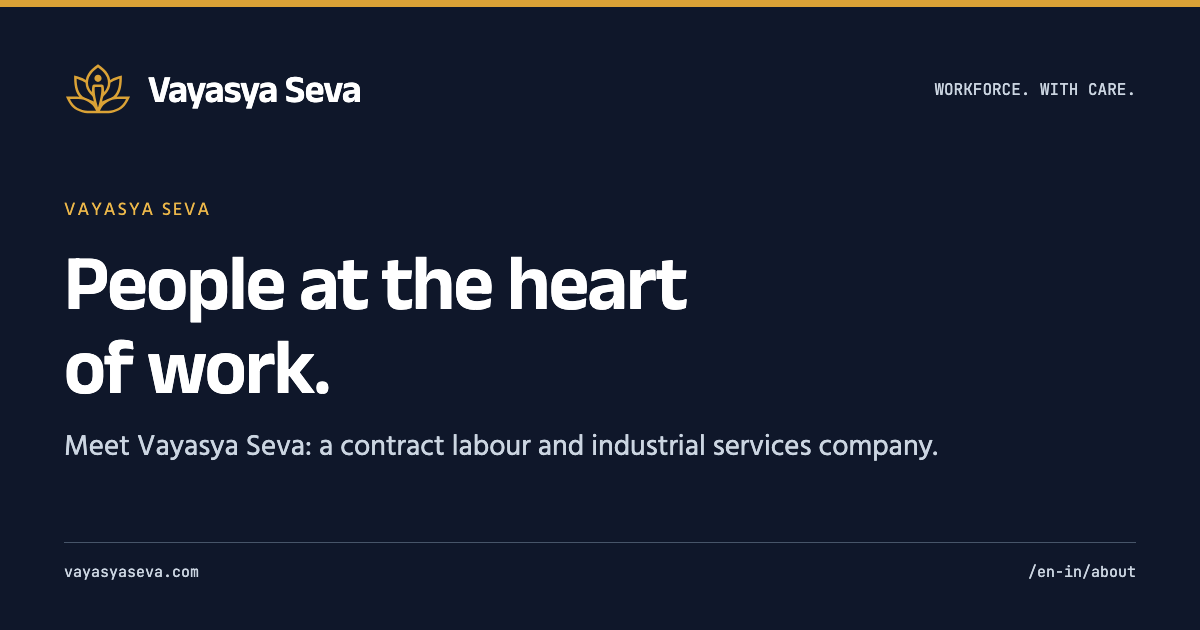 Vayasya Seva
WORKFORCE. WITH CARE.
VAYASYA SEVA
People at the heart
of work.
Meet Vayasya Seva: a contract labour and industrial services company.
vayasyaseva.com
/en-in/about